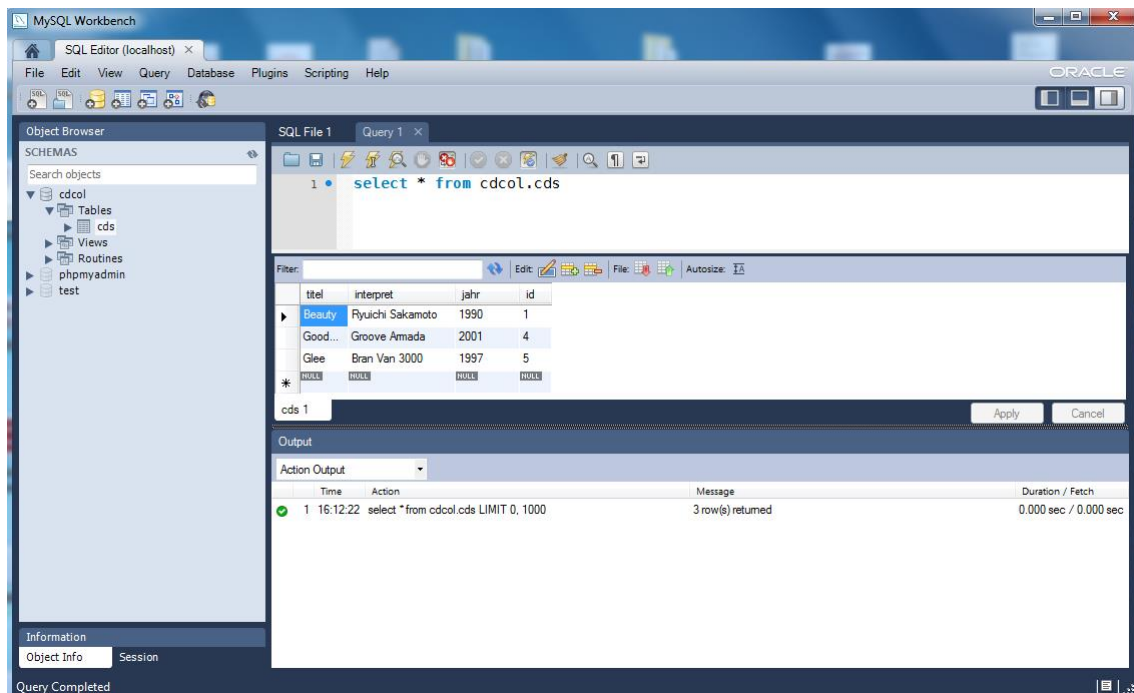 MySQL Workbench
SQL Editor (localhost)
File Edit View Query Database Plugins Scripting Help
ORACLE
Object Browser
SCHEMAS
Search objects
cdcol
Tables
cds
Views
Routines
phpmyadmin
test
SQL File 1 Query 1
1 select * from cdcol.cds
Filter: Edit: File: Autosize:
titel interpret jahr id
Beauty Ryuichi Sakamoto 1990 1
Good... Groove Armada 2001 4
Glee Bran Van 3000 1997 5
NULL NULL NULL NULL
cds 1
Apply Cancel
Output
Action Output
Time Action Message Duration / Fetch
1 16:12:22 select * from cdcol.cds LIMIT 0, 1000 3 row(s) returned 0.000 sec / 0.000 sec
Information
Object Info Session
Query Completed